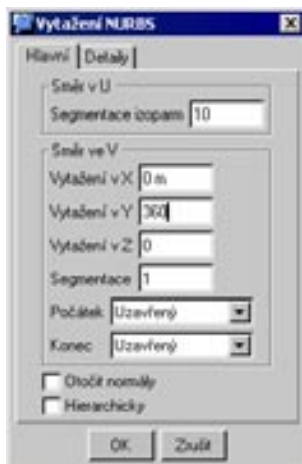 Vytažení NURBS
Hlavní Detaily
Směr v U
Segmentace izoparm 10
Směr ve V
Vytažení v X 0 m
Vytažení v Y 360
Vytažení v Z 0
Segmentace 1
Počátek Uzavřený
Konec Uzavřený
Otočit normály
Hierarchicky
OK Zrušit